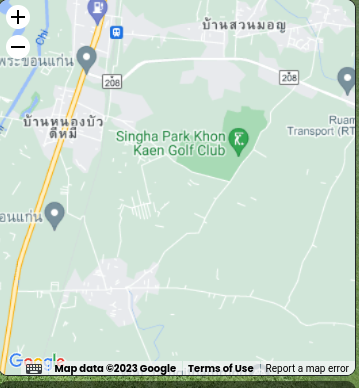 +
Chi
บ้านสวนมอญ
พระขอนแก่น
208
208
บ้านหนองบัว
ดีหมี
Singha Park Khon
Kaen Golf Club
Ruam
Transport (RT
อนแก่น
Google
Map data ©2023 Google
Terms of Use
Report a map error